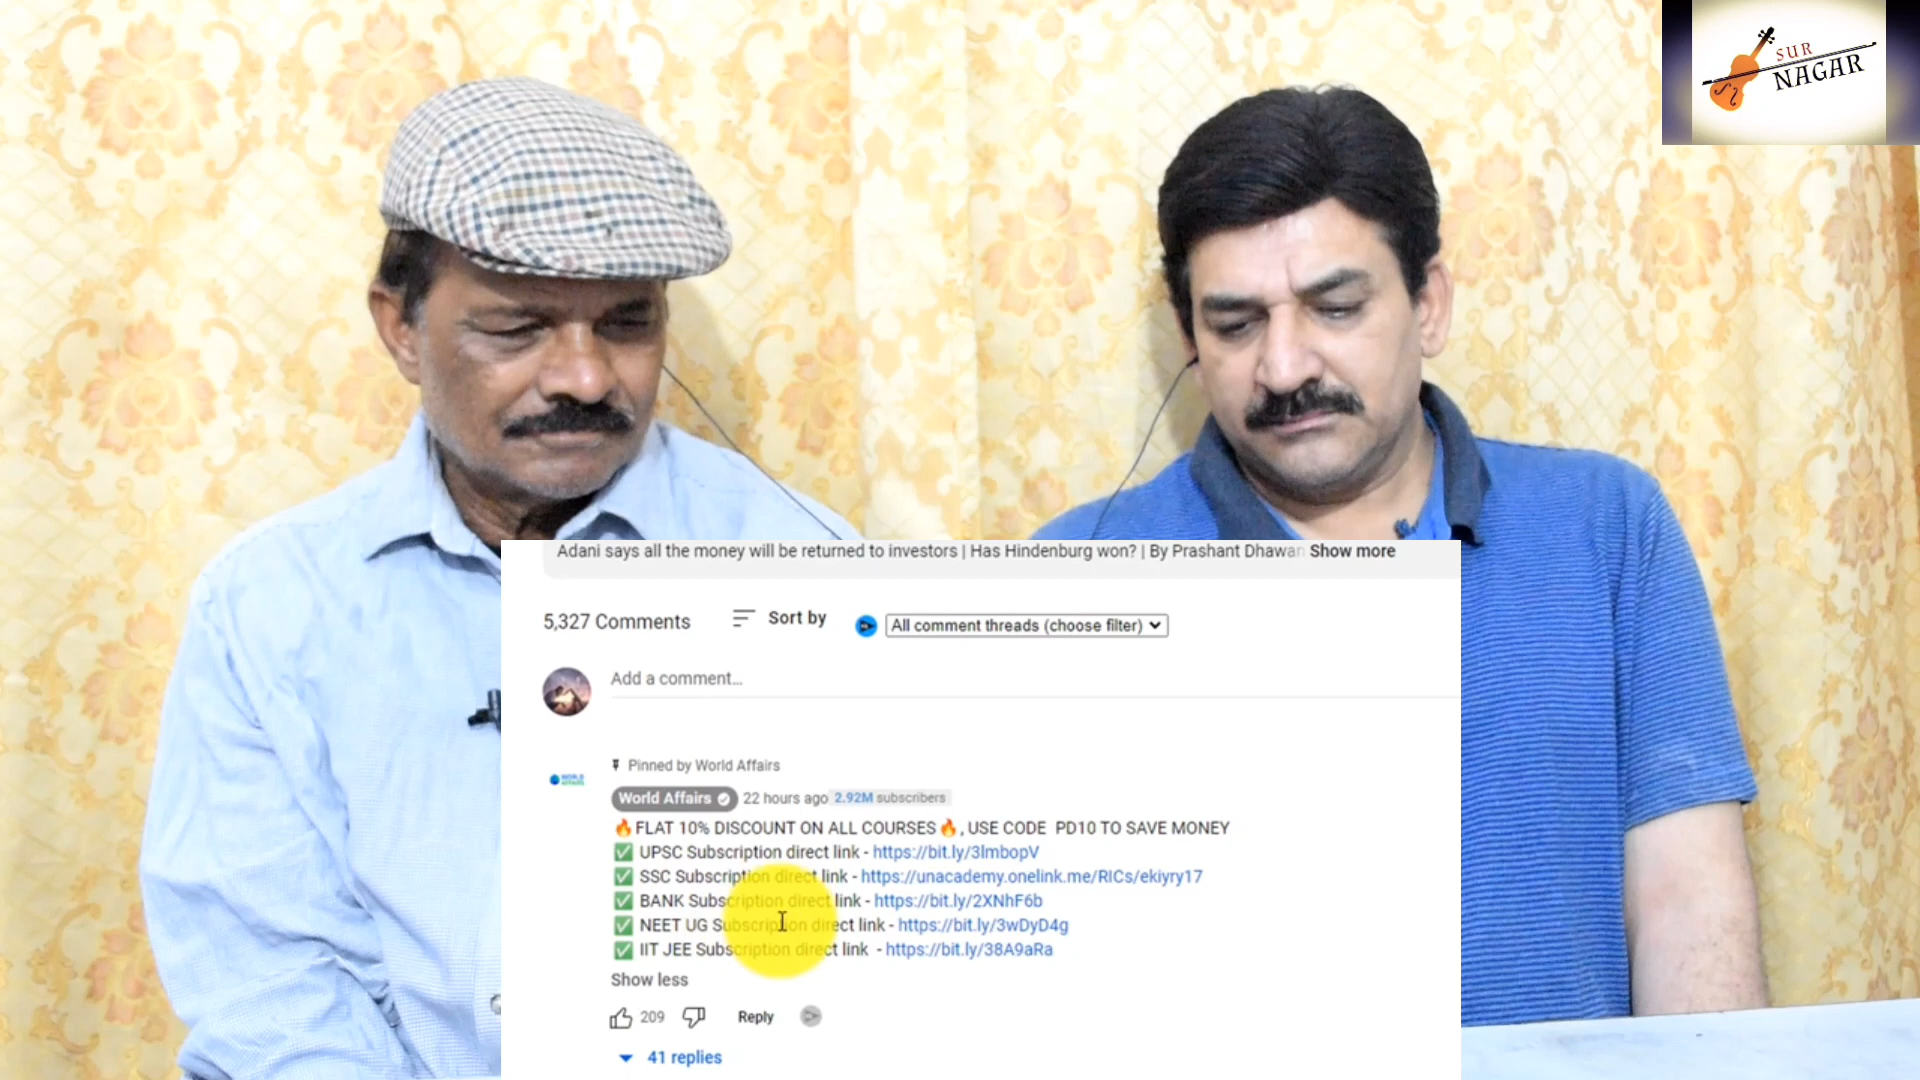 SUR
NAGAR
Adani says all the money will be returned to investors | Has Hindenburg won? | By Prashant Dhawan Show more
5,327 Comments Sort by All comment threads (choose filter)
Add a comment...
Pinned by World Affairs
World Affairs 22 hours ago 2.92M subscribers
🔥FLAT 10% DISCOUNT ON ALL COURSES🔥, USE CODE PD10 TO SAVE MONEY
✅ UPSC Subscription direct link - https://bit.ly/3lmbopV
✅ SSC Subscription direct link - https://unacademy.onelink.me/RICs/ekiyry17
✅ BANK Subscription direct link - https://bit.ly/2XNhF6b
✅ NEET UG Subscription direct link - https://bit.ly/3wDyD4g
✅ IIT JEE Subscription direct link - https://bit.ly/38A9aRa
Show less
209 Reply
41 replies